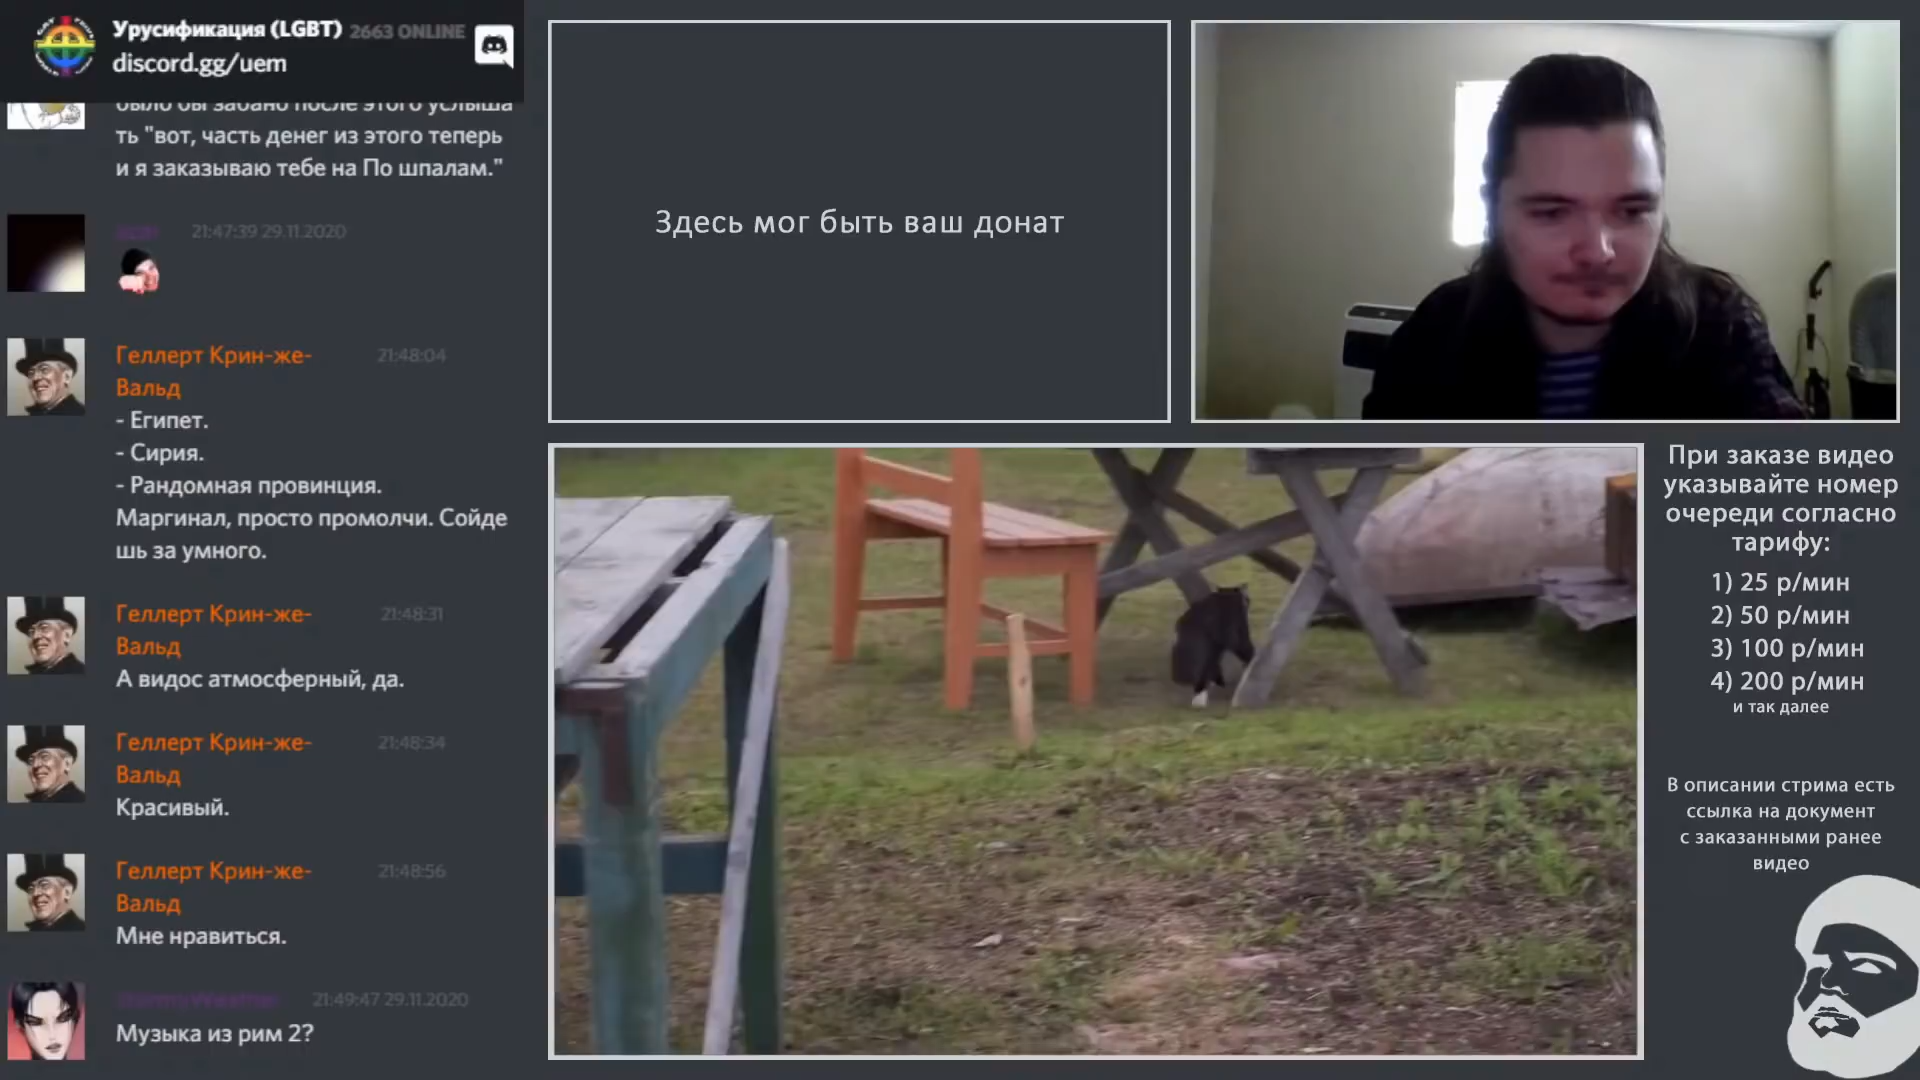 Урусификация (LGBT) 2663 ONLINE
discord.gg/uem
было бы забано после этого услыша
ть "вот, часть денег из этого теперь
и я заказываю тебе на По шпалам."
21:47:39 29.11.2020
Геллерт Крин-же-
Вальд
21:48:04
- Египет.
- Сирия.
- Рандомная провинция.
Маргинал, просто промолчи. Сойде
шь за умного.
Геллерт Крин-же-
Вальд
21:48:31
А видос атмосферный, да.
Геллерт Крин-же-
Вальд
21:48:34
Красивый.
Геллерт Крин-же-
Вальд
21:48:56
Мне нравиться.
21:49:47 29.11.2020
Музыка из рим 2?
Здесь мог быть ваш донат
При заказе видео
указывайте номер
очереди согласно
тарифу:
1) 25 р/мин
2) 50 р/мин
3) 100 р/мин
4) 200 р/мин
и так далее
В описании стрима есть
ссылка на документ
с заказанными ранее
видео